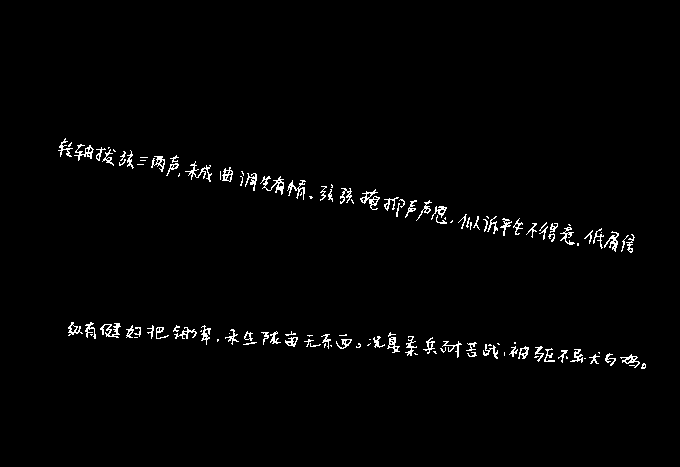 转轴拨弦三两声,未成曲调先有情。弦弦掩抑声声思,似诉平生不得意。低眉信
纵有健妇把锄犁,禾生陇亩无东西。况复秦兵耐苦战,被驱不异犬与鸡。